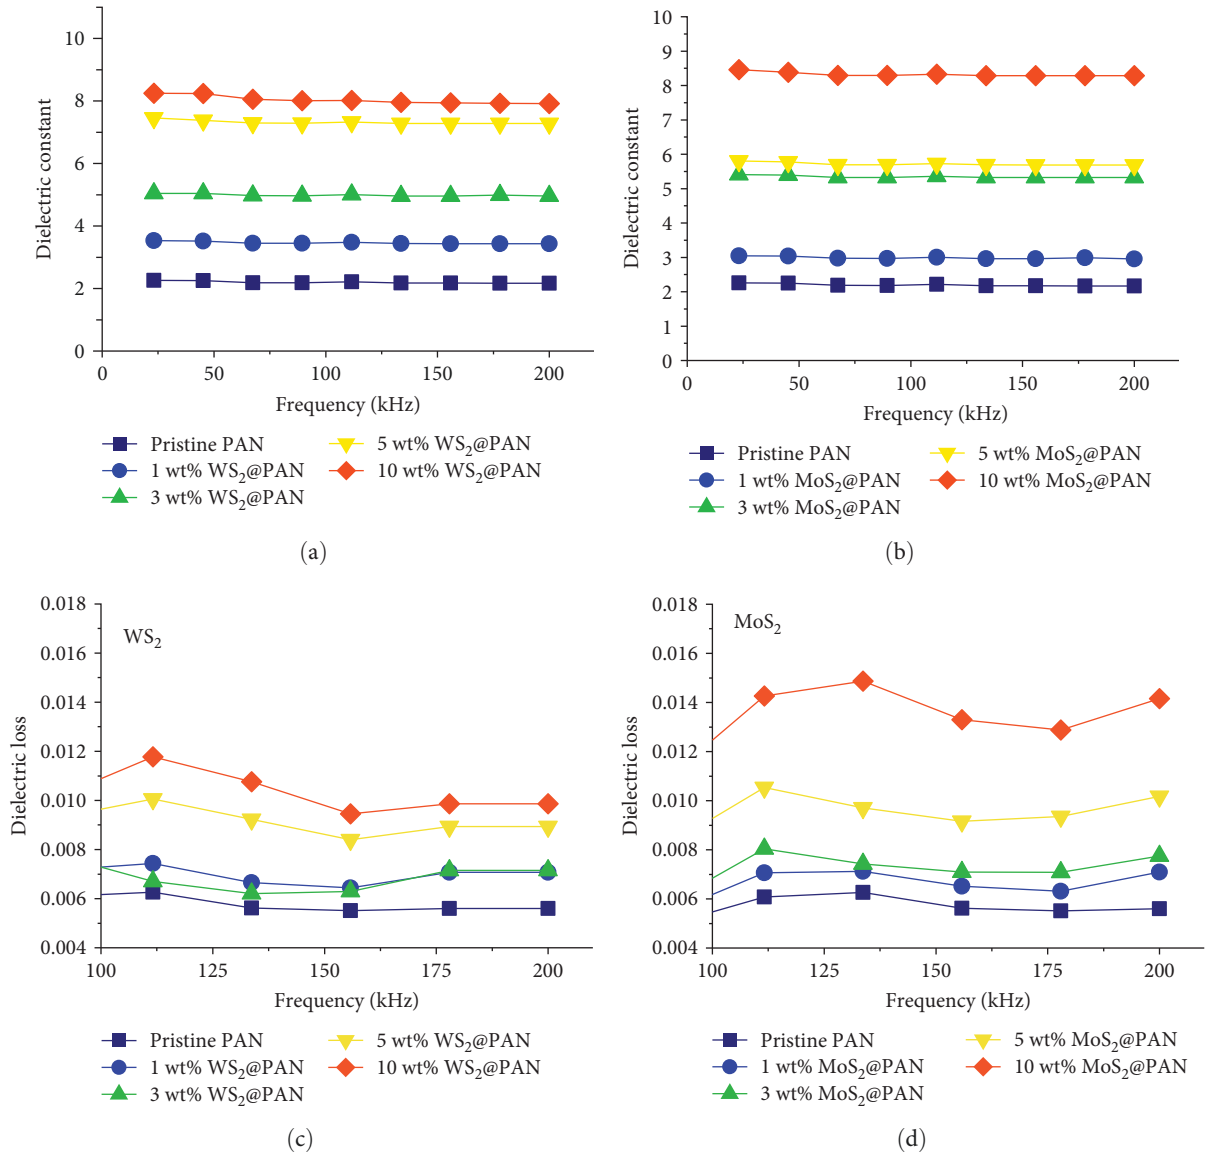 10
8
6
4
2
0
Dielectric constant
0
50
100
150
200
Frequency (kHz)
Pristine PAN
1 wt% WS2@PAN
3 wt% WS2@PAN
5 wt% WS2@PAN
10 wt% WS2@PAN
(a)
10
9
8
7
6
5
4
3
2
1
0
Dielectric constant
0
50
100
150
200
Frequency (kHz)
Pristine PAN
1 wt% MoS2@PAN
3 wt% MoS2@PAN
5 wt% MoS2@PAN
10 wt% MoS2@PAN
(b)
0.018
0.016
0.014
0.012
0.010
0.008
0.006
0.004
Dielectric loss
WS2
100
125
150
175
200
Frequency (kHz)
Pristine PAN
1 wt% WS2@PAN
3 wt% WS2@PAN
5 wt% WS2@PAN
10 wt% WS2@PAN
(c)
0.018
0.016
0.014
0.012
0.010
0.008
0.006
0.004
Dielectric loss
MoS2
100
125
150
175
200
Frequency (kHz)
Pristine PAN
1 wt% MoS2@PAN
3 wt% MoS2@PAN
5 wt% MoS2@PAN
10 wt% MoS2@PAN
(d)